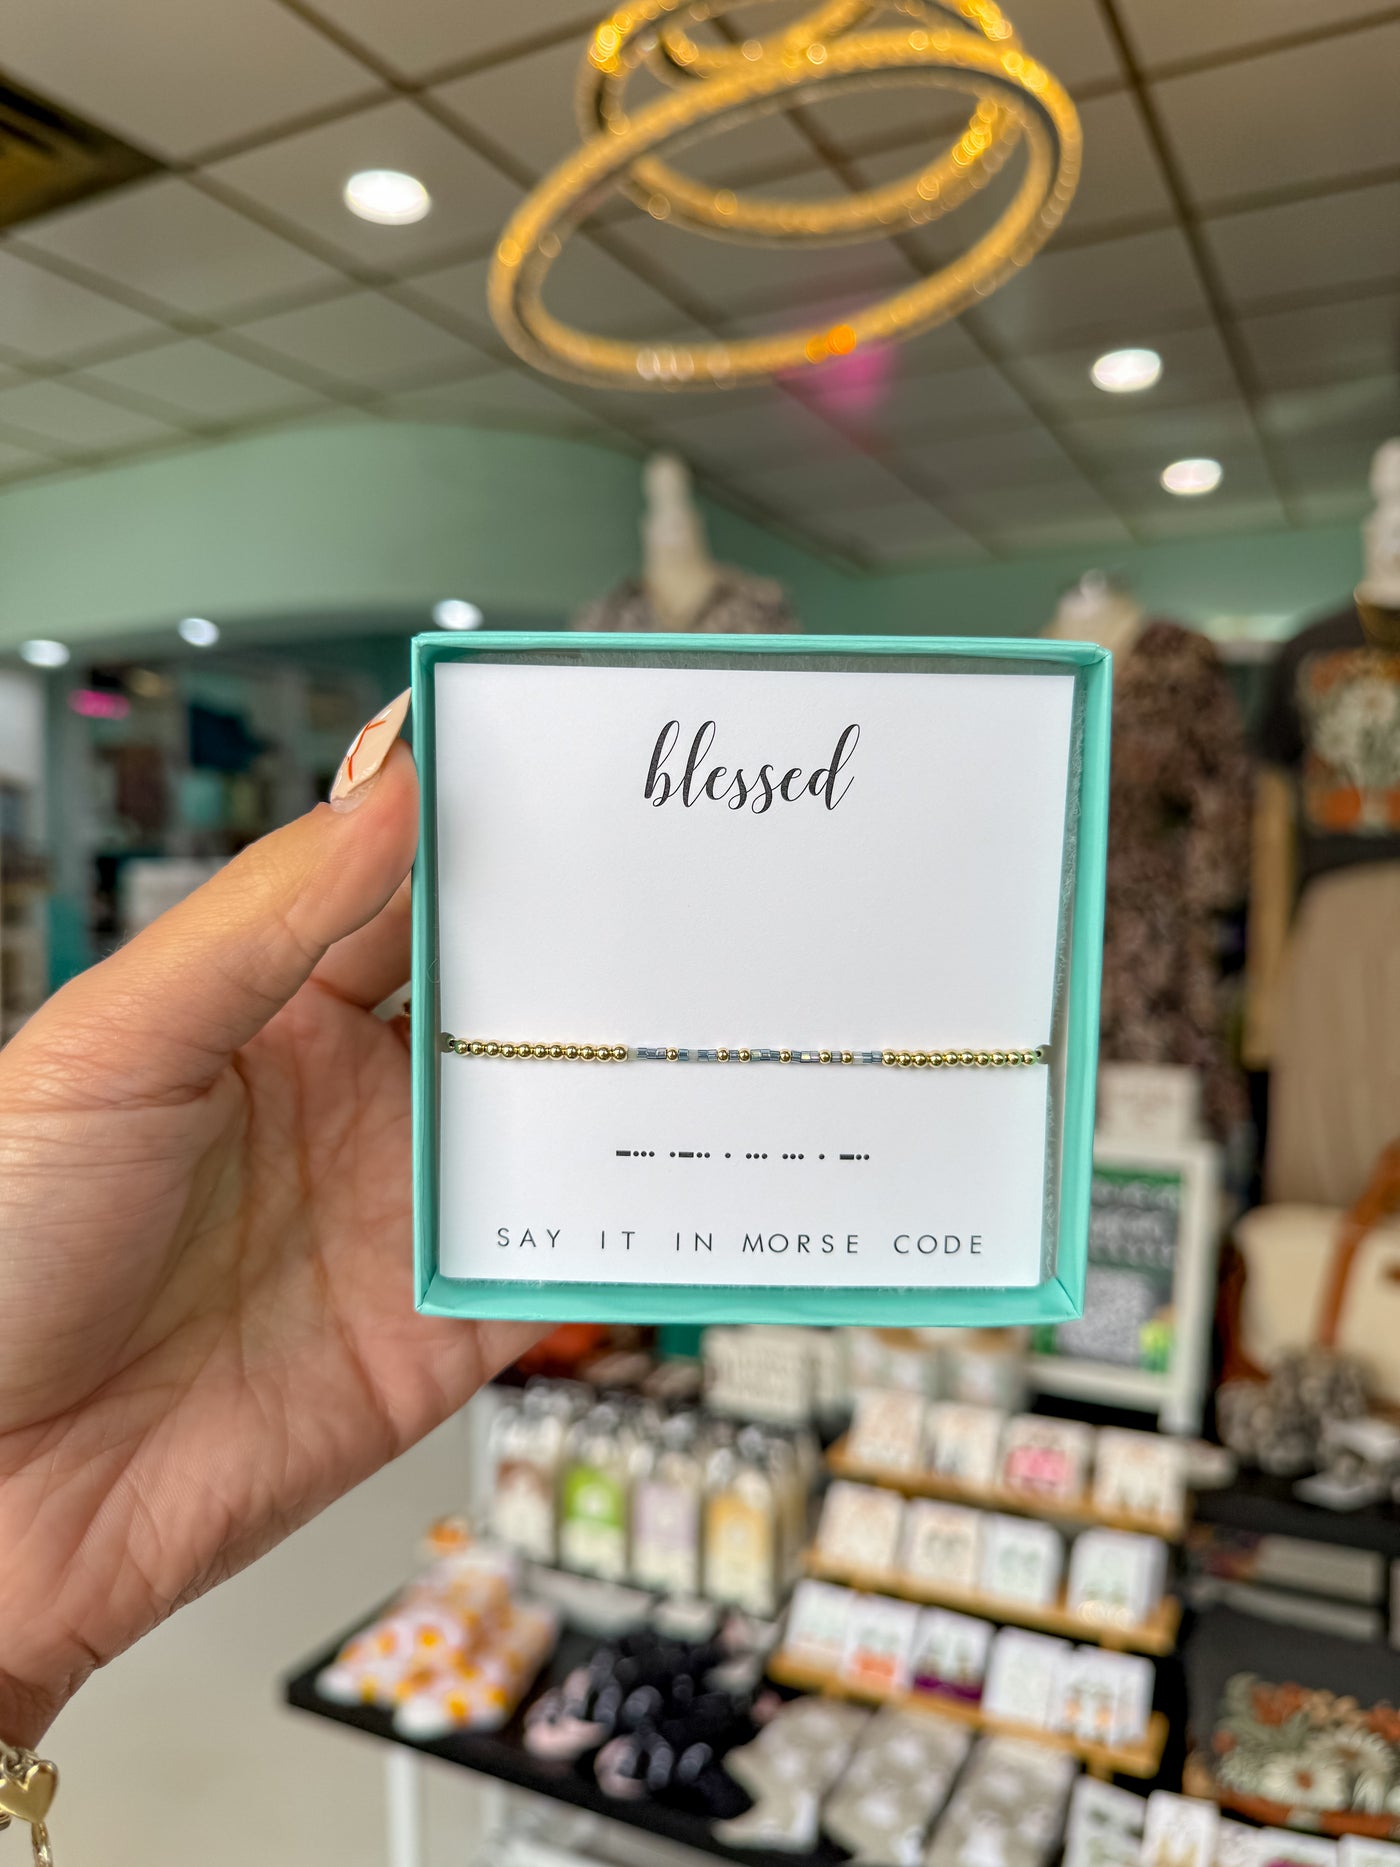 blessed
-... .-.. . ... ... . -..
SAY IT IN MORSE CODE